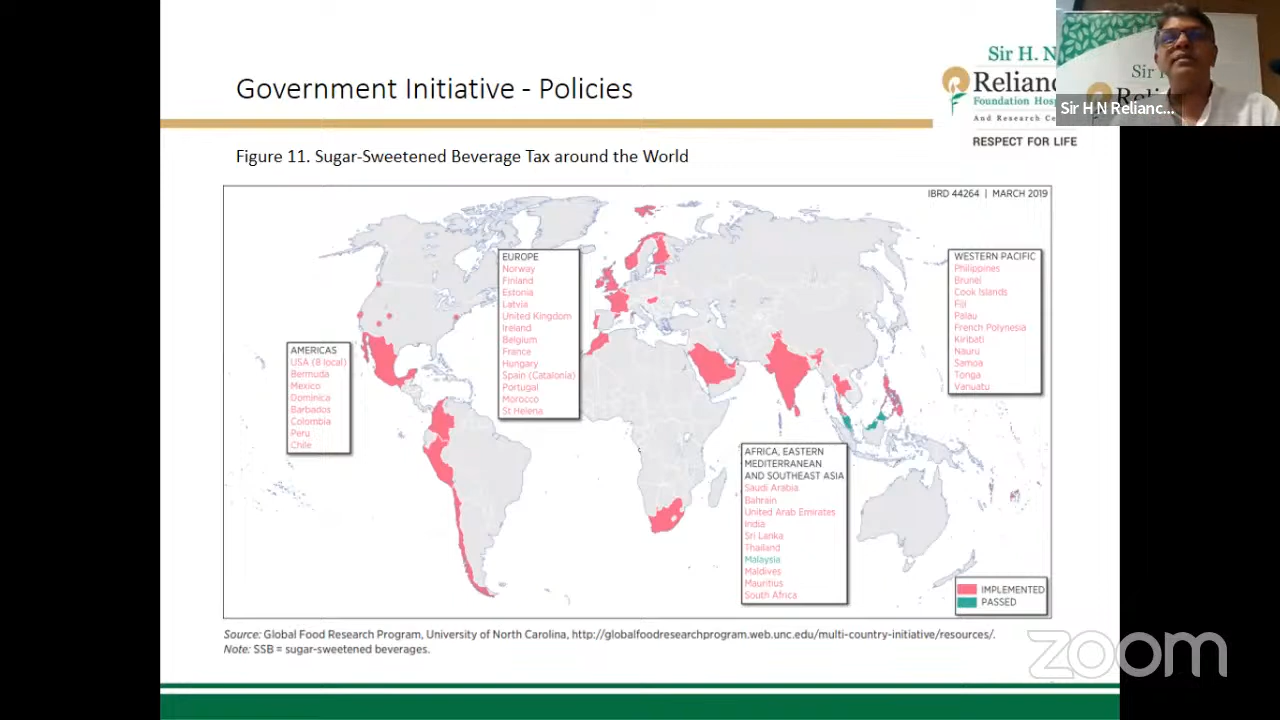 Government Initiative - Policies
Sir H. N
Relianc
Foundation Hosp
And Research Ce
RESPECT FOR LIFE
Sir H
Relianc
Sir H N Relianc...
Figure 11. Sugar-Sweetened Beverage Tax around the World
IBRD 44264 | MARCH 2019
AMERICAS
USA (8 local)
Bermuda
Mexico
Dominica
Barbados
Colombia
Peru
Chile
EUROPE
Norway
Finland
Estonia
Latvia
United Kingdom
Ireland
Belgium
France
Hungary
Spain (Catalonia)
Portugal
Morocco
St Helena
AFRICA, EASTERN
MEDITERRANEAN
AND SOUTHEAST ASIA
Saudi Arabia
Bahrain
United Arab Emirates
India
Sri Lanka
Thailand
Malaysia
Maldives
Mauritius
South Africa
WESTERN PACIFIC
Philippines
Brunei
Cook Islands
Fiji
Palau
French Polynesia
Kiribati
Nauru
Samoa
Tonga
Vanuatu
IMPLEMENTED
PASSED
Source: Global Food Research Program, University of North Carolina, http://globalfoodresearchprogram.web.unc.edu/multi-country-initiative/resources/.
Note: SSB = sugar-sweetened beverages.
zoom